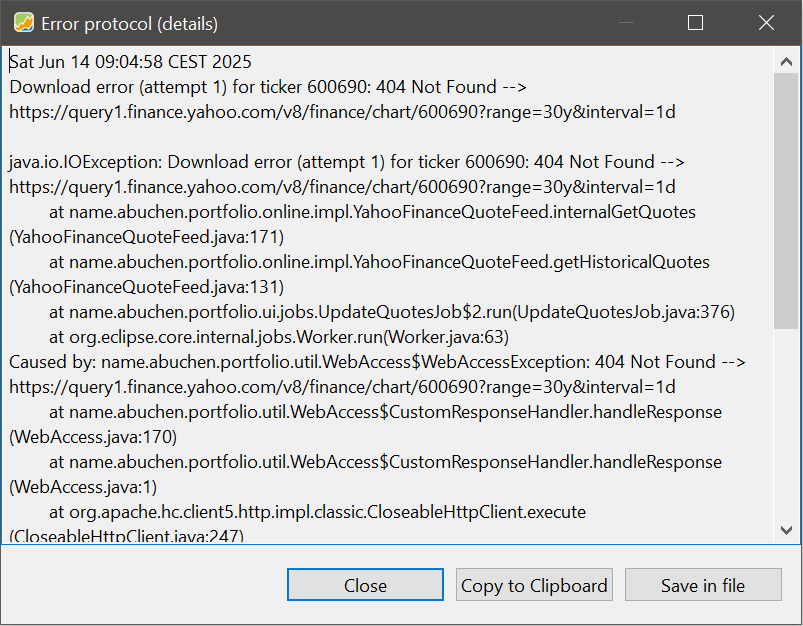 Error protocol (details)
Sat Jun 14 09:04:58 CEST 2025
Download error (attempt 1) for ticker 600690: 404 Not Found -->
https://query1.finance.yahoo.com/v8/finance/chart/600690?range=30y&interval=1d
java.io.IOException: Download error (attempt 1) for ticker 600690: 404 Not Found -->
https://query1.finance.yahoo.com/v8/finance/chart/600690?range=30y&interval=1d
at name.abuchen.portfolio.online.impl.YahooFinanceQuoteFeed.internalGetQuotes
(YahooFinanceQuoteFeed.java:171)
at name.abuchen.portfolio.online.impl.YahooFinanceQuoteFeed.getHistoricalQuotes
(YahooFinanceQuoteFeed.java:131)
at name.abuchen.portfolio.ui.jobs.UpdateQuotesJob$2.run(UpdateQuotesJob.java:376)
at org.eclipse.core.internal.jobs.Worker.run(Worker.java:63)
Caused by: name.abuchen.portfolio.util.WebAccess$WebAccessException: 404 Not Found -->
https://query1.finance.yahoo.com/v8/finance/chart/600690?range=30y&interval=1d
at name.abuchen.portfolio.util.WebAccess$CustomResponseHandler.handleResponse
(WebAccess.java:170)
at name.abuchen.portfolio.util.WebAccess$CustomResponseHandler.handleResponse
(WebAccess.java:1)
at org.apache.hc.client5.http.impl.classic.CloseableHttpClient.execute
(CloseableHttpClient.java:247)
Close
Copy to Clipboard
Save in file